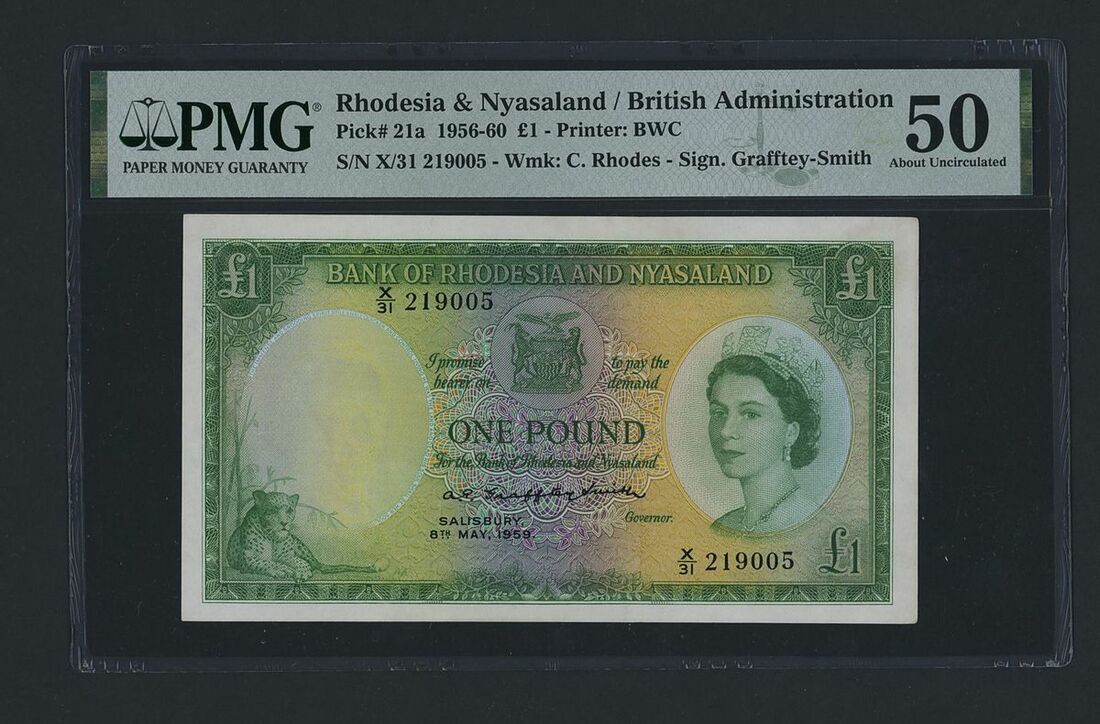 PMG®
PAPER MONEY GUARANTY
Rhodesia & Nyasaland / British Administration
Pick# 21a 1956-60 £1 - Printer: BWC
S/N X/31 219005 - Wmk: C. Rhodes - Sign. Grafftey-Smith
50
About Uncirculated
£1 £1
BANK OF RHODESIA AND NYASALAND
X/31 219005
I promise to pay the
bearer on demand
ONE POUND
For the Bank of Rhodesia and Nyasaland
A P Grafftey Smith
Governor.
SALISBURY,
8TH MAY, 1959.
X/31 219005 £1